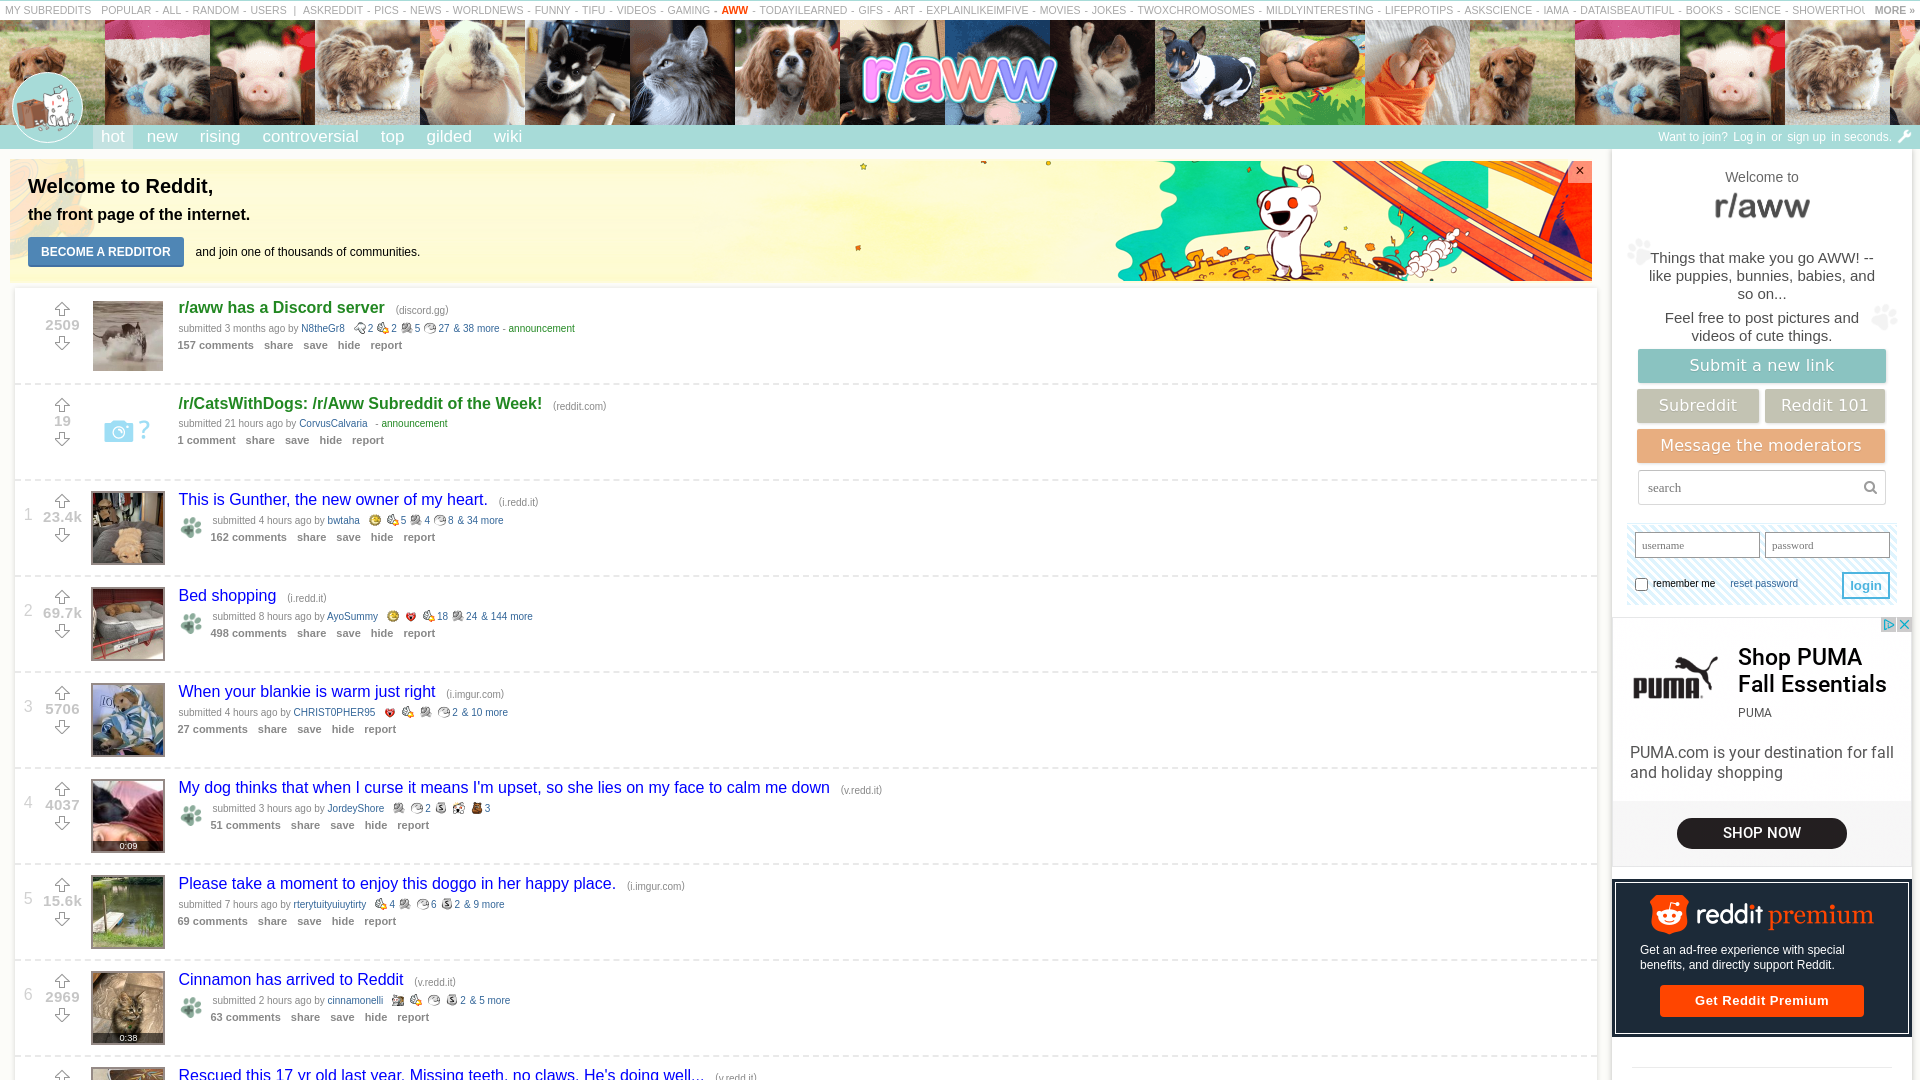 MY SUBREDDITS POPULAR - ALL - RANDOM - USERS | ASKREDDIT - PICS - NEWS - WORLDNEWS - FUNNY - TIFU - VIDEOS - GAMING - AWW - TODAYILEARNED - GIFS - ART - EXPLAINLIKEIMFIVE - MOVIES - JOKES - TWOXCHROMOSOMES - MILDLYINTERESTING - LIFEPROTIPS - ASKSCIENCE - IAMA - DATAISBEAUTIFUL - BOOKS - SCIENCE - SHOWERTHOU MORE »
r/aww
hot new rising controversial top gilded wiki
Want to join? Log in or sign up in seconds.
Welcome to Reddit,
the front page of the internet.
BECOME A REDDITOR and join one of thousands of communities.
×
2509
r/aww has a Discord server (discord.gg)
submitted 3 months ago by N8theGr8 2 2 5 27 & 38 more - announcement
157 comments share save hide report
19
/r/CatsWithDogs: /r/Aww Subreddit of the Week! (reddit.com)
submitted 21 hours ago by CorvusCalvaria - announcement
1 comment share save hide report
1
23.4k
This is Gunther, the new owner of my heart. (i.redd.it)
submitted 4 hours ago by bwtaha 5 4 8 & 34 more
162 comments share save hide report
2
69.7k
Bed shopping (i.redd.it)
submitted 8 hours ago by AyoSummy 18 24 & 144 more
498 comments share save hide report
3
5706
When your blankie is warm just right (i.imgur.com)
submitted 4 hours ago by CHRIST0PHER95 2 & 10 more
27 comments share save hide report
4
4037
0:09
My dog thinks that when I curse it means I'm upset, so she lies on my face to calm me down (v.redd.it)
submitted 3 hours ago by JordeyShore 2 3
51 comments share save hide report
5
15.6k
Please take a moment to enjoy this doggo in her happy place. (i.imgur.com)
submitted 7 hours ago by rterytuityuiuytirty 4 6 2 & 9 more
69 comments share save hide report
6
2969
0:38
Cinnamon has arrived to Reddit (v.redd.it)
submitted 2 hours ago by cinnamonelli 2 & 5 more
63 comments share save hide report
Rescued this 17 yr old last year. Missing teeth, no claws. He's doing well... (v.redd.it)
Welcome to
r/aww
Things that make you go AWW! --
like puppies, bunnies, babies, and
so on...
Feel free to post pictures and
videos of cute things.
Submit a new link
Subreddit Reddit 101
Message the moderators
search
username password
remember me reset password login
PUMA
Shop PUMA
Fall Essentials
PUMA
PUMA.com is your destination for fall
and holiday shopping
SHOP NOW
reddit premium
Get an ad-free experience with special
benefits, and directly support Reddit.
Get Reddit Premium